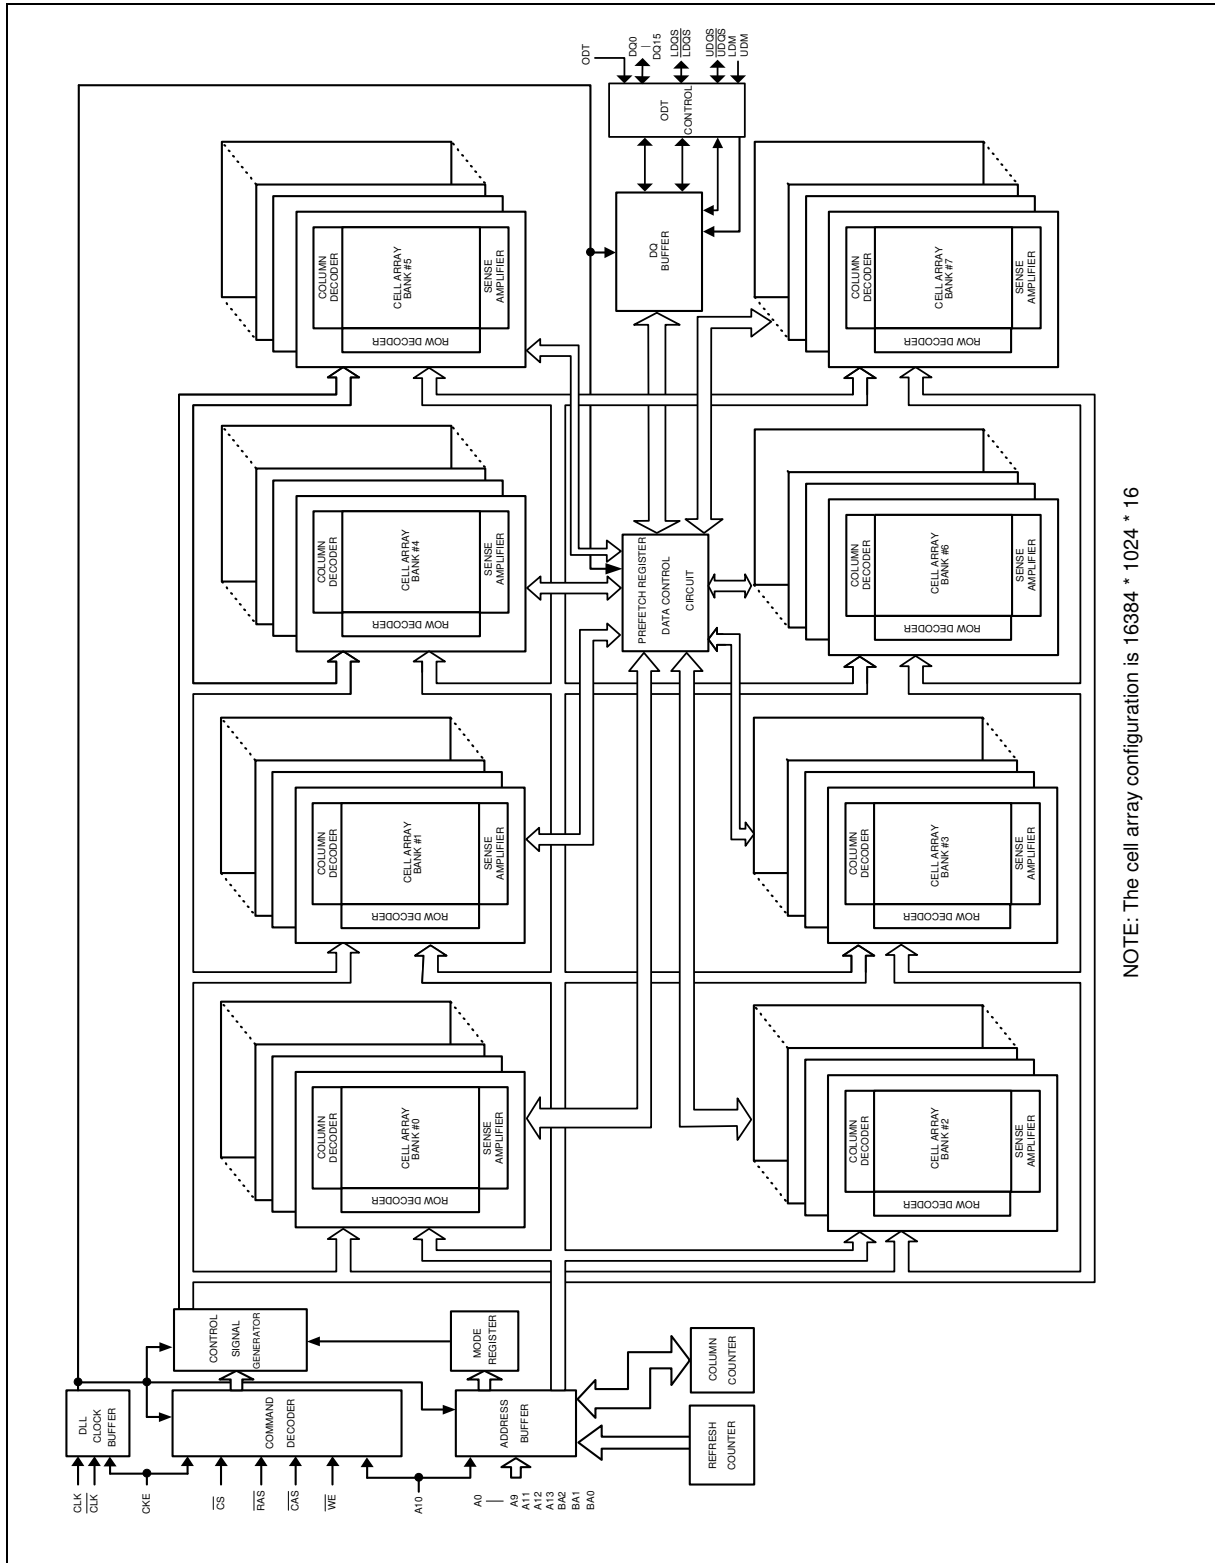 CLK
CLK
CKE
CS
RAS
CAS
WE
A10
A0
A9
A11
A12
A13
BA2
BA1
BA0
DLL
CLOCK
BUFFER
COMMAND
DECODER
ADDRESS
BUFFER
REFRESH
COUNTER
COLUMN
COUNTER
CONTROL
SIGNAL
GENERATOR
MODE
REGISTER
COLUMN
DECODER
CELL ARRAY
BANK #0
SENSE
AMPLIFIER
ROW DECODER
COLUMN
DECODER
CELL ARRAY
BANK #1
SENSE
AMPLIFIER
ROW DECODER
COLUMN
DECODER
CELL ARRAY
BANK #4
SENSE
AMPLIFIER
ROW DECODER
COLUMN
DECODER
CELL ARRAY
BANK #5
SENSE
AMPLIFIER
ROW DECODER
COLUMN
DECODER
CELL ARRAY
BANK #2
SENSE
AMPLIFIER
ROW DECODER
COLUMN
DECODER
CELL ARRAY
BANK #3
SENSE
AMPLIFIER
ROW DECODER
COLUMN
DECODER
CELL ARRAY
BANK #6
SENSE
AMPLIFIER
ROW DECODER
COLUMN
DECODER
CELL ARRAY
BANK #7
SENSE
AMPLIFIER
ROW DECODER
PREFETCH REGISTER
DATA CONTROL
CIRCUIT
DQ
BUFFER
ODT
CONTROL
ODT
DQ0
DQ15
LDQS
LDQS
UDQS
UDQS
LDM
UDM
NOTE: The cell array configuration is 16384 * 1024 * 16